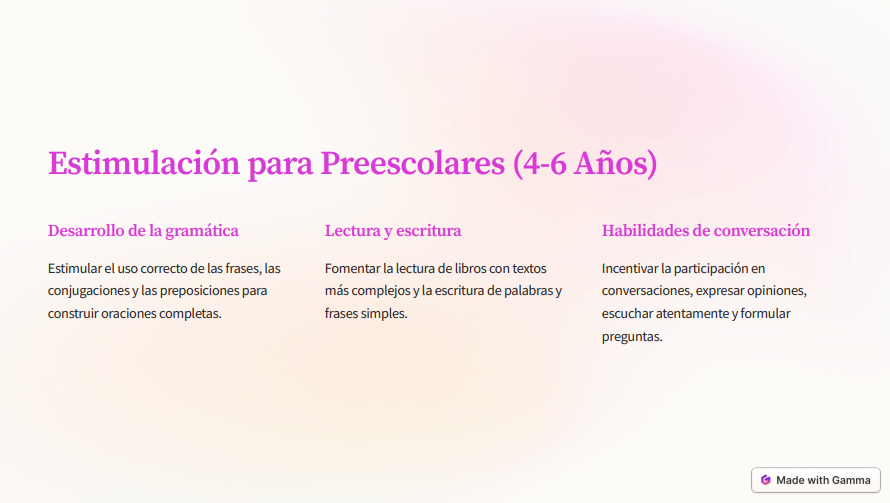 Estimulación para Preescolares (4-6 Años)
Desarrollo de la gramática
Estimular el uso correcto de las frases, las
conjugaciones y las preposiciones para
construir oraciones completas.
Lectura y escritura
Fomentar la lectura de libros con textos
más complejos y la escritura de palabras y
frases simples.
Habilidades de conversación
Incentivar la participación en
conversaciones, expresar opiniones,
escuchar atentamente y formular
preguntas.
Made with Gamma